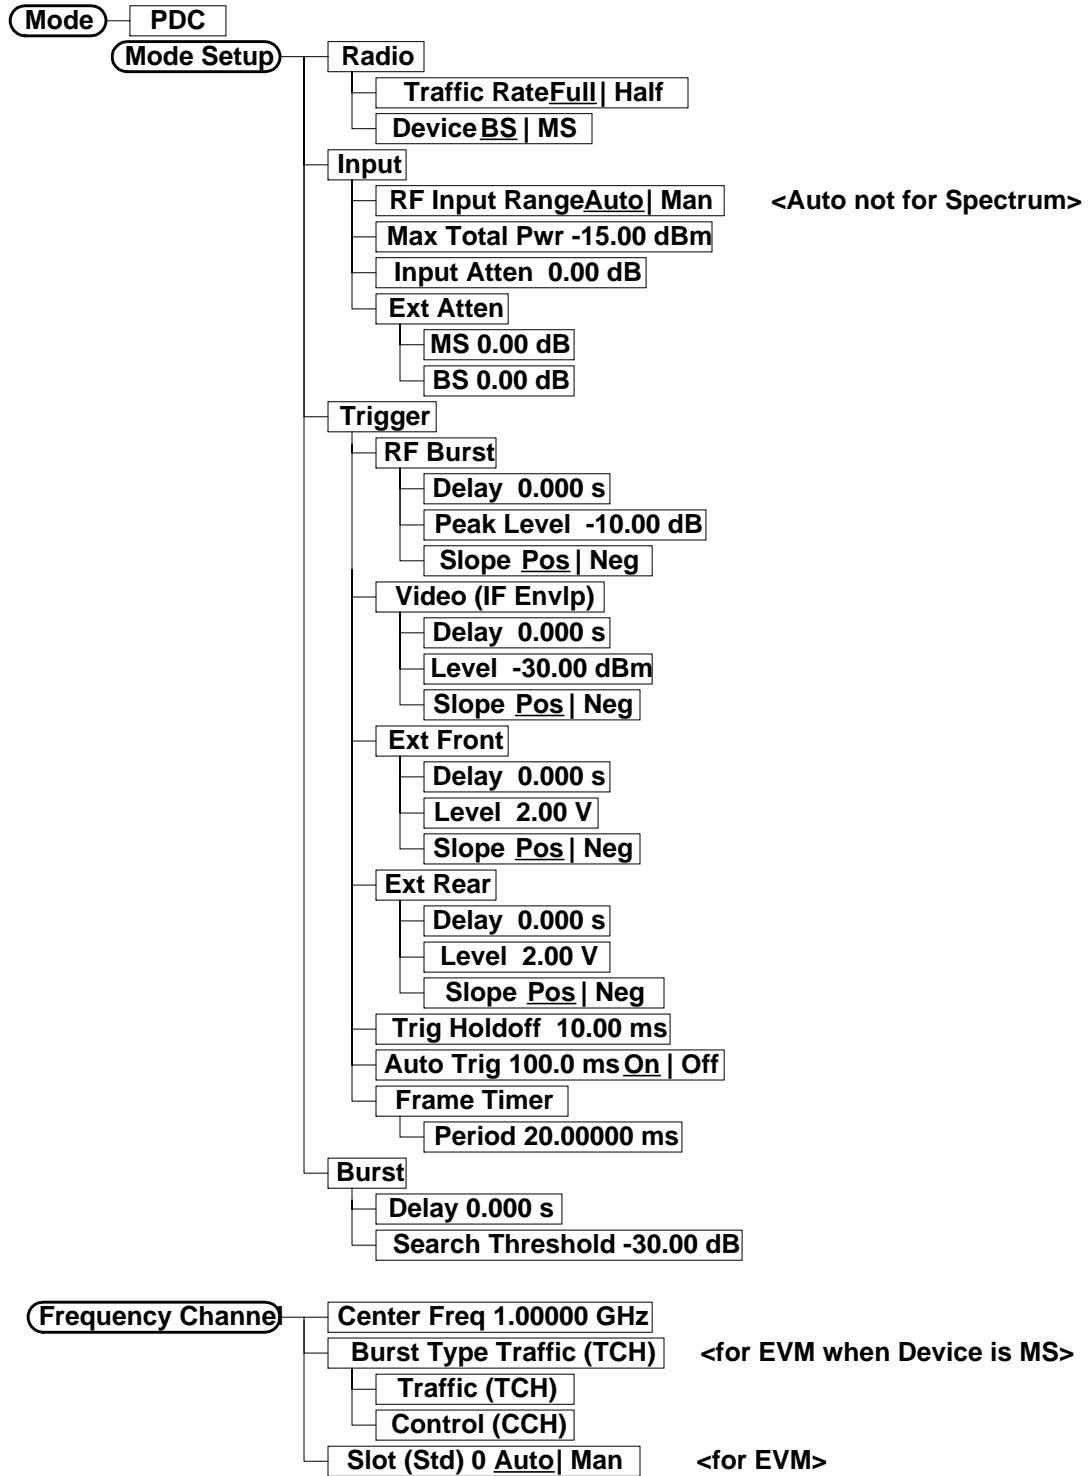 Mode PDC
Mode Setup Radio
Traffic Rate Full | Half
Device BS | MS
Input
RF Input Range Auto | Man <Auto not for Spectrum>
Max Total Pwr -15.00 dBm
Input Atten 0.00 dB
Ext Atten
MS 0.00 dB
BS 0.00 dB
Trigger
RF Burst
Delay 0.000 s
Peak Level -10.00 dB
Slope Pos | Neg
Video (IF Envlp)
Delay 0.000 s
Level -30.00 dBm
Slope Pos | Neg
Ext Front
Delay 0.000 s
Level 2.00 V
Slope Pos | Neg
Ext Rear
Delay 0.000 s
Level 2.00 V
Slope Pos | Neg
Trig Holdoff 10.00 ms
Auto Trig 100.0 ms On | Off
Frame Timer
Period 20.00000 ms
Burst
Delay 0.000 s
Search Threshold -30.00 dB
Frequency Channel Center Freq 1.00000 GHz
Burst Type Traffic (TCH) <for EVM when Device is MS>
Traffic (TCH)
Control (CCH)
Slot (Std) 0 Auto | Man <for EVM>